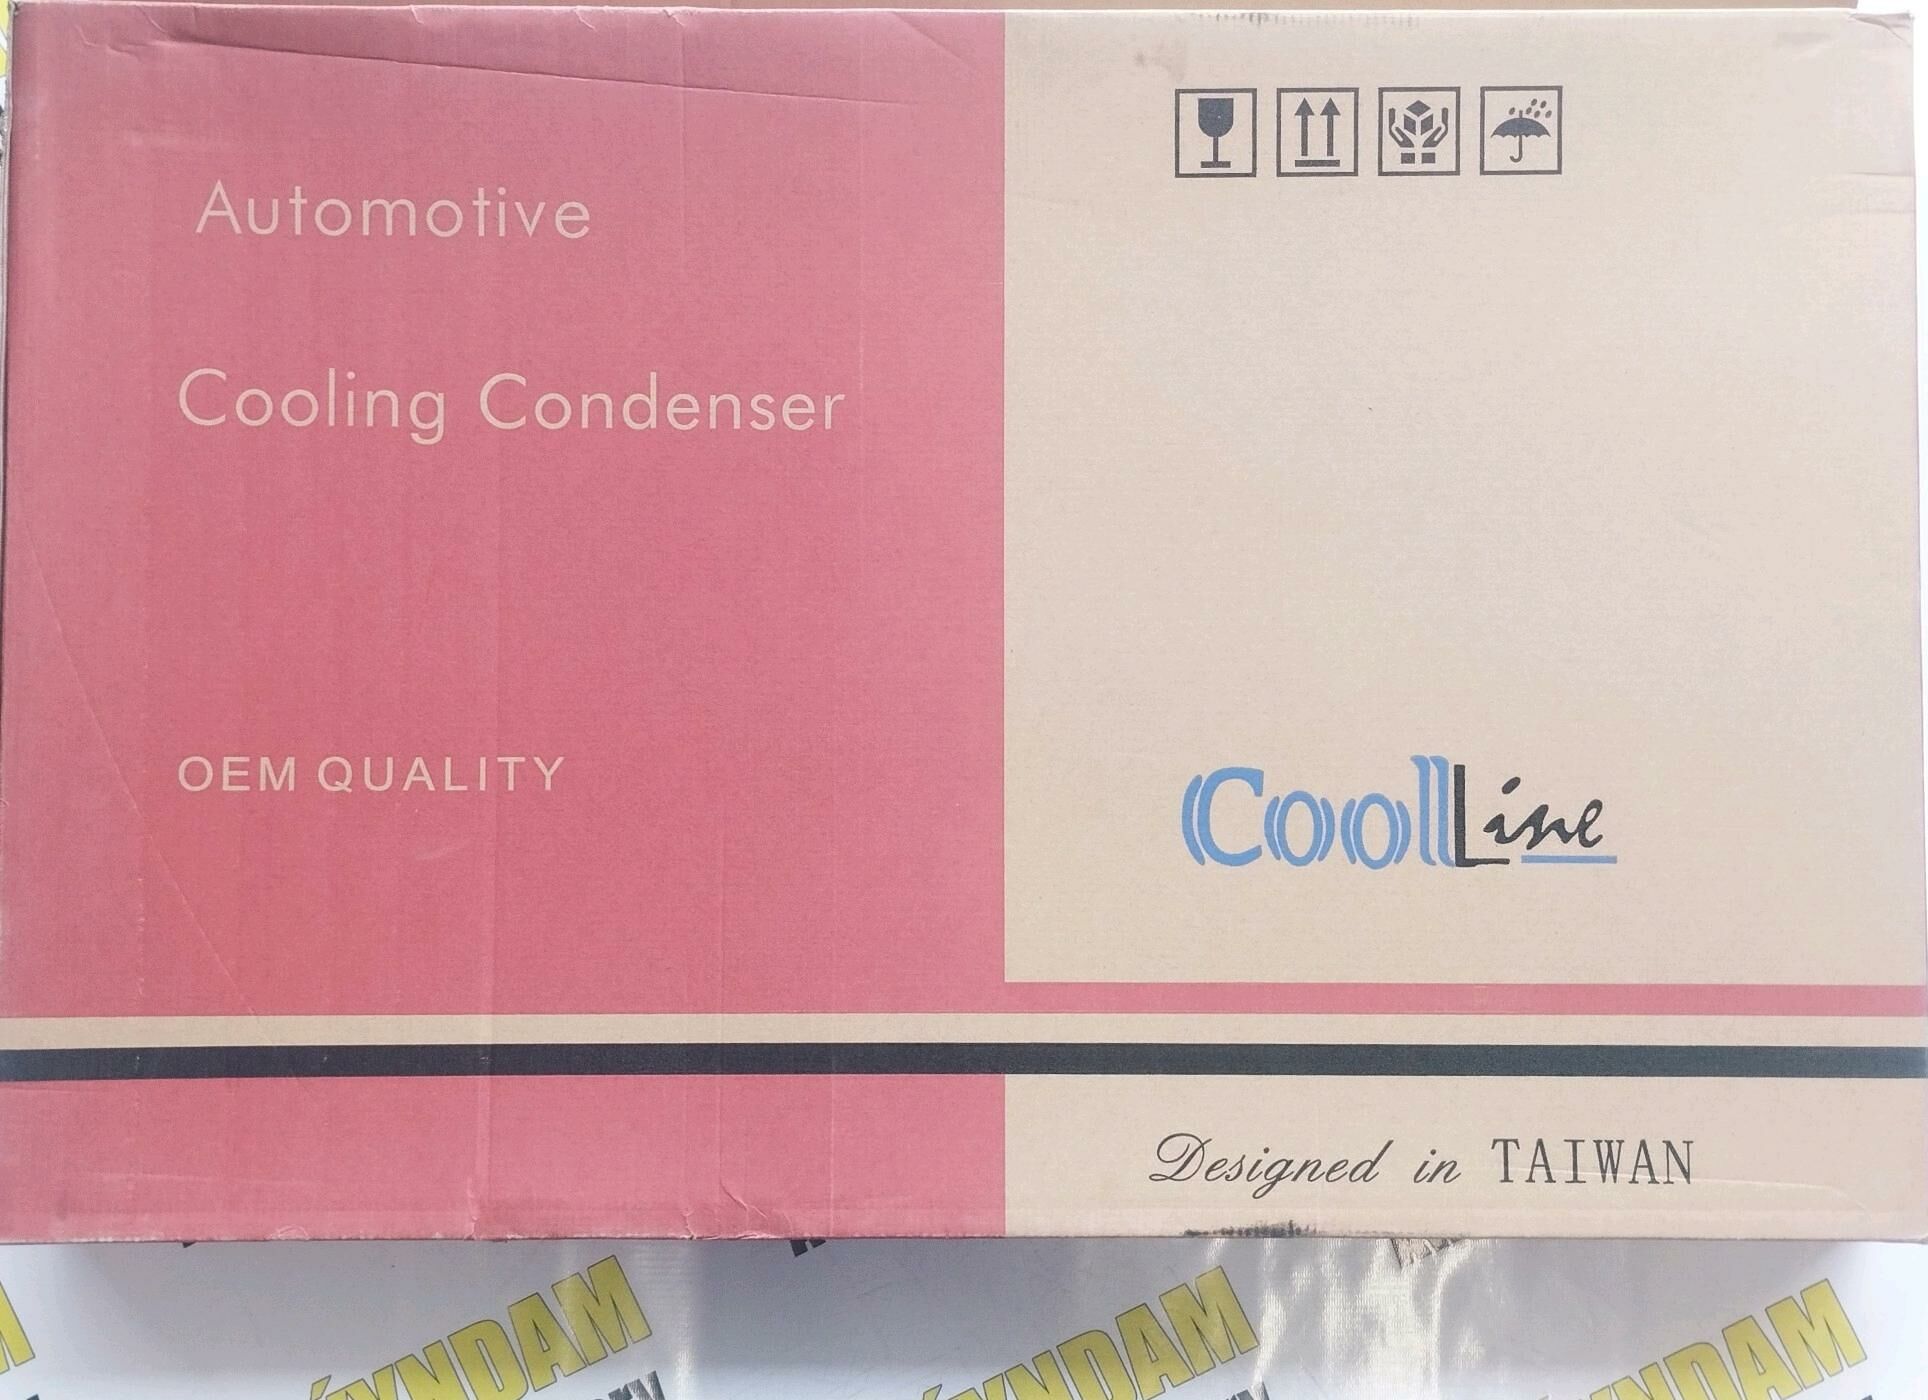 Automotive
Cooling Condenser
OEM QUALITY
CoolLine
Designed in TAIWAN